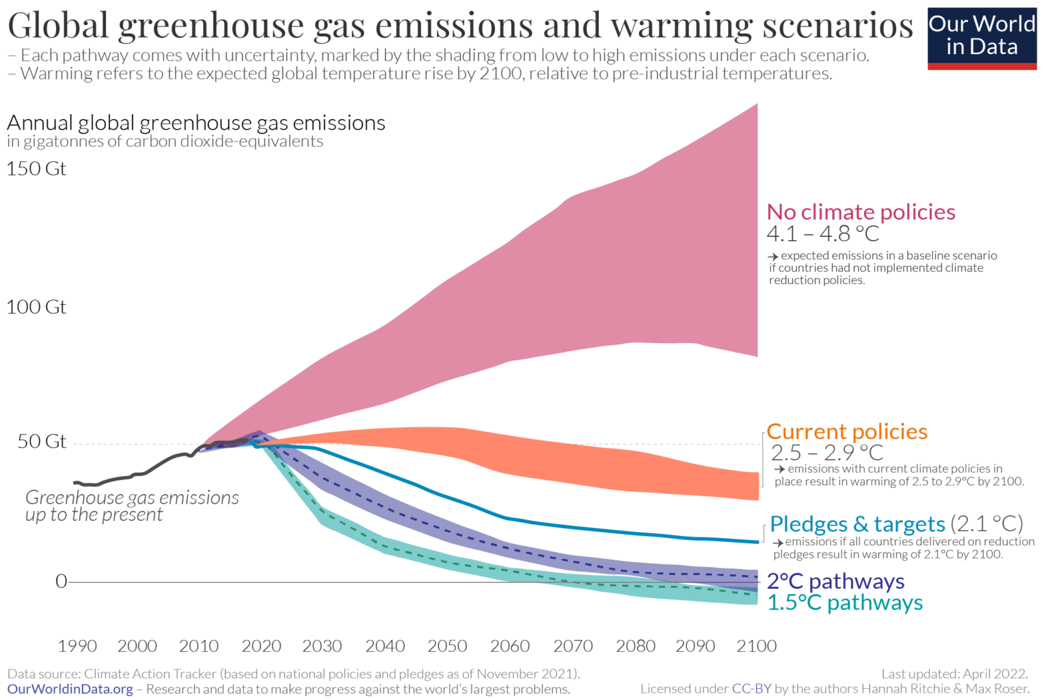 Global greenhouse gas emissions and warming scenarios
– Each pathway comes with uncertainty, marked by the shading from low to high emissions under each scenario.
– Warming refers to the expected global temperature rise by 2100, relative to pre-industrial temperatures.
Our World
in Data
Annual global greenhouse gas emissions
in gigatonnes of carbon dioxide-equivalents
150 Gt
100 Gt
50 Gt
0
Greenhouse gas emissions
up to the present
No climate policies
4.1 – 4.8 °C
→ expected emissions in a baseline scenario
if countries had not implemented climate
reduction policies.
Current policies
2.5 – 2.9 °C
→ emissions with current climate policies in
place result in warming of 2.5 to 2.9°C by 2100.
Pledges & targets (2.1 °C)
→ emissions if all countries delivered on reduction
pledges result in warming of 2.1°C by 2100.
2°C pathways
1.5°C pathways
1990 2000 2010 2020 2030 2040 2050 2060 2070 2080 2090 2100
Data source: Climate Action Tracker (based on national policies and pledges as of November 2021).
OurWorldinData.org – Research and data to make progress against the world's largest problems.
Last updated: April 2022.
Licensed under CC-BY by the authors Hannah Ritchie & Max Roser.